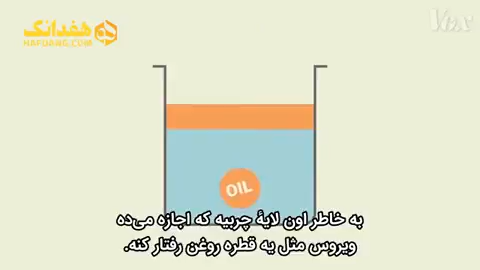 هفدانگ
HAFDANG.COM
Vox
OIL
به خاطر اون لایهٔ چربیه که اجازه می‌ده
ویروس مثل یه قطره روغن رفتار کنه.